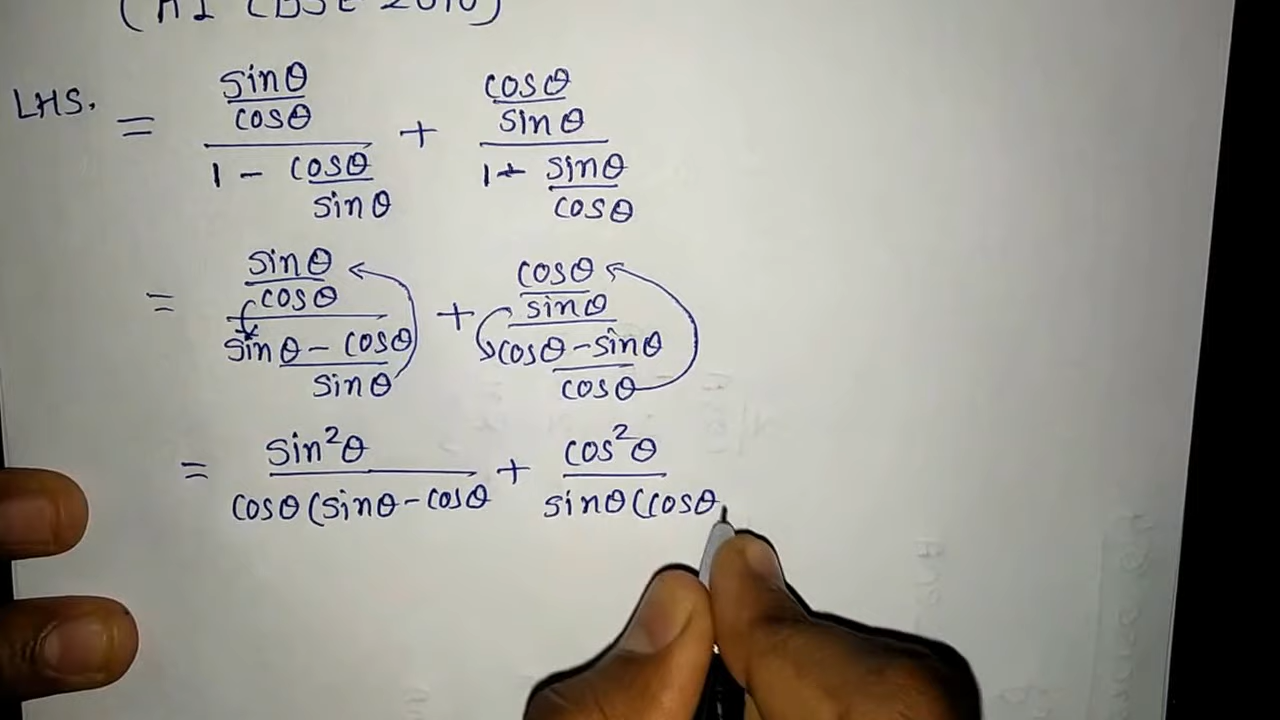 LHS. = sinθ/cosθ / 1 - cosθ/sinθ + cosθ/sinθ / 1 - sinθ/cosθ
= sinθ/cosθ / sinθ - cosθ/sinθ + cosθ/sinθ / cosθ - sinθ/cosθ
= sin²θ / cosθ(sinθ - cosθ + cos²θ / sinθ(cosθ